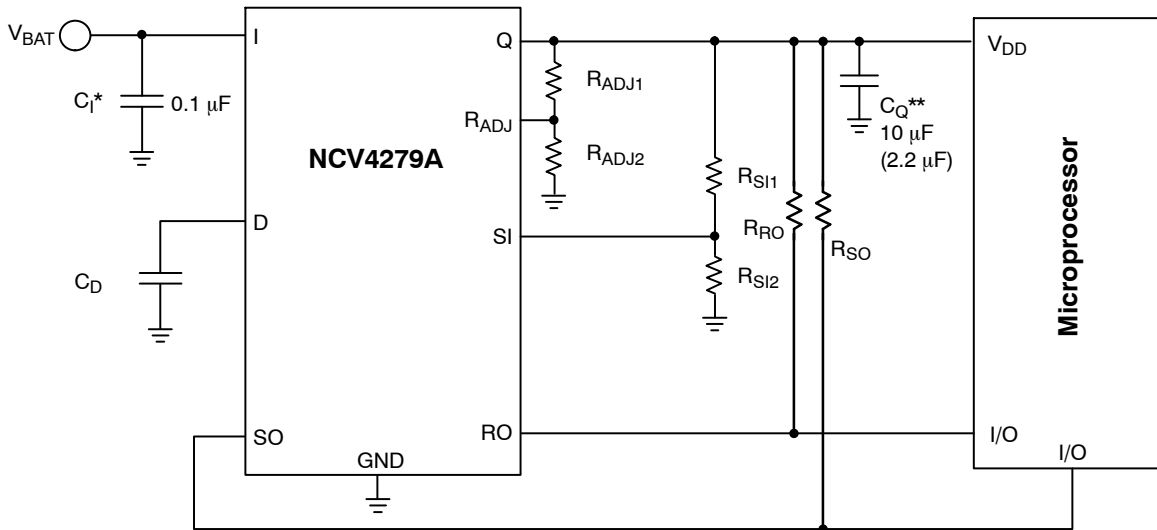 V_BAT
I
C_I*
0.1 μF
D
C_D
SO
GND
NCV4279A
Q
R_ADJ
SI
RO
R_ADJ1
R_ADJ2
R_SI1
R_SI2
R_RO
R_SO
C_Q**
10 μF
(2.2 μF)
V_DD
Microprocessor
I/O
I/O